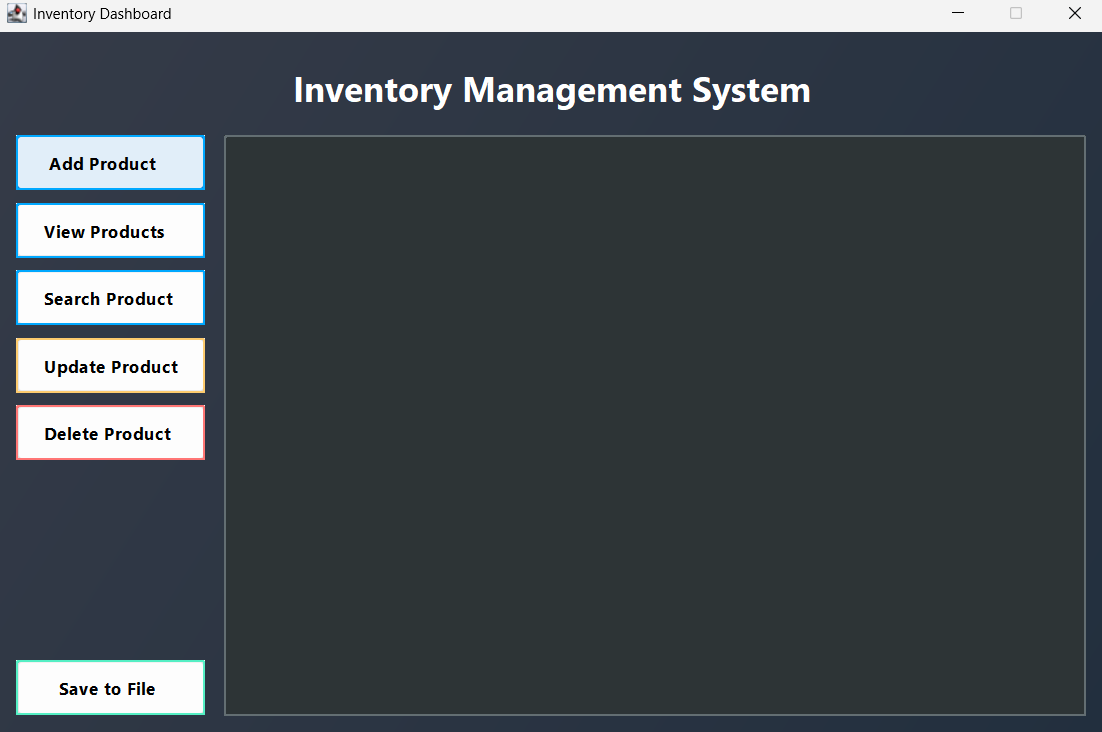 Inventory Dashboard
Inventory Management System
Add Product
View Products
Search Product
Update Product
Delete Product
Save to File